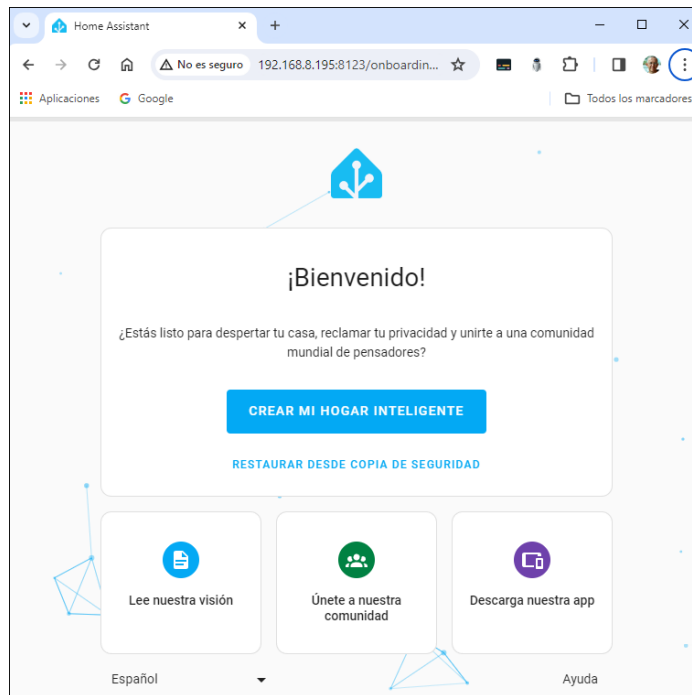 Home Assistant
No es seguro 192.168.8.195:8123/onboardin...
Aplicaciones Google Todos los marcadores
¡Bienvenido!
¿Estás listo para despertar tu casa, reclamar tu privacidad y unirte a una comunidad
mundial de pensadores?
CREAR MI HOGAR INTELIGENTE
RESTAURAR DESDE COPIA DE SEGURIDAD
Lee nuestra visión
Únete a nuestra
comunidad
Descarga nuestra app
Español
Ayuda